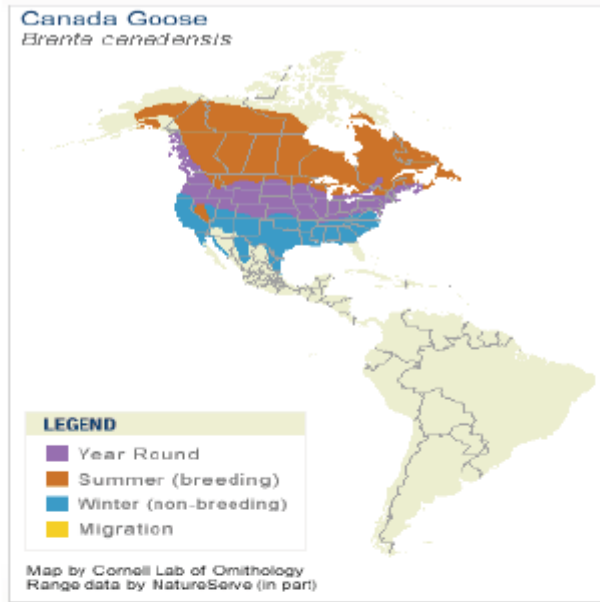 Canada Goose
Branta canadensis
LEGEND
Year Round
Summer (breeding)
Winter (non-breeding)
Migration
Map by Cornell Lab of Ornithology
Range data by NatureServe (in part)